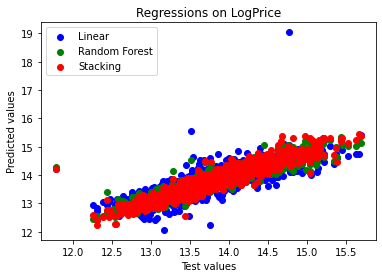 Regressions on LogPrice
Linear
Random Forest
Stacking
Predicted values
19
18
17
16
15
14
13
12
12.0 12.5 13.0 13.5 14.0 14.5 15.0 15.5
Test values